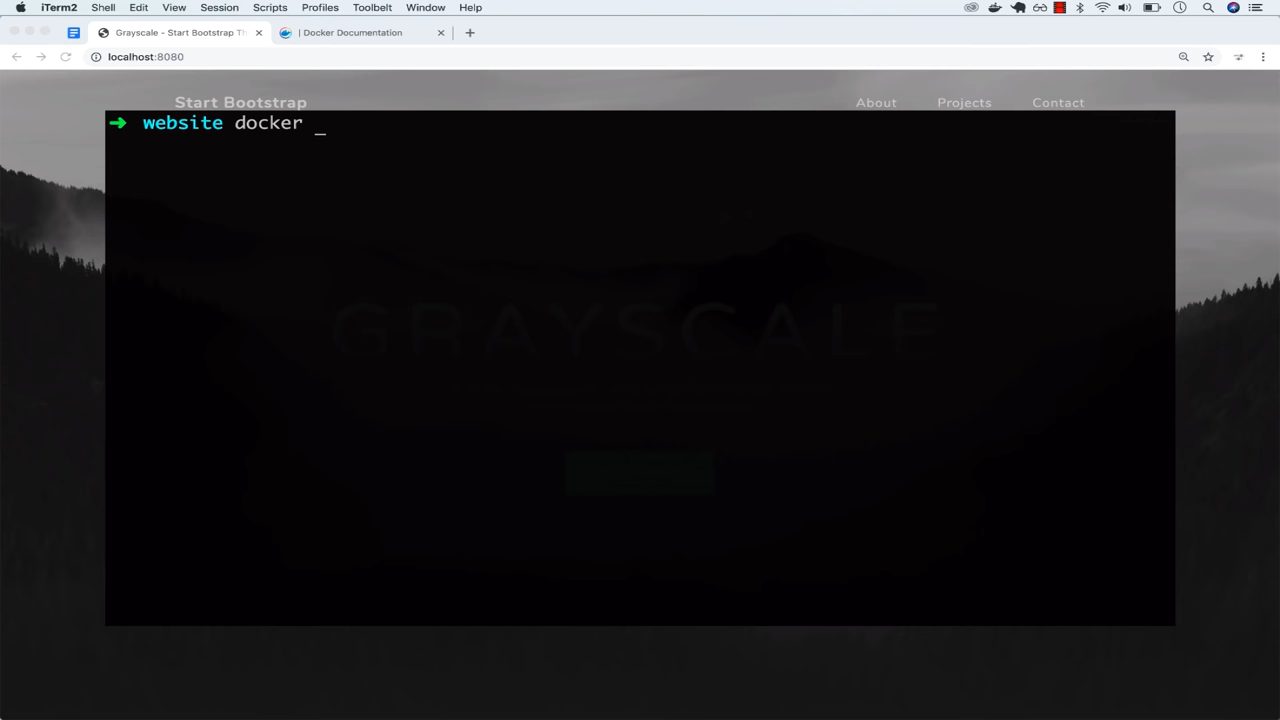 iTerm2 Shell Edit View Session Scripts Profiles Toolbelt Window Help
Grayscale - Start Bootstrap Th
| Docker Documentation
localhost:8080
Start Bootstrap About Projects Contact
➜ website docker _
GRAYSCALE